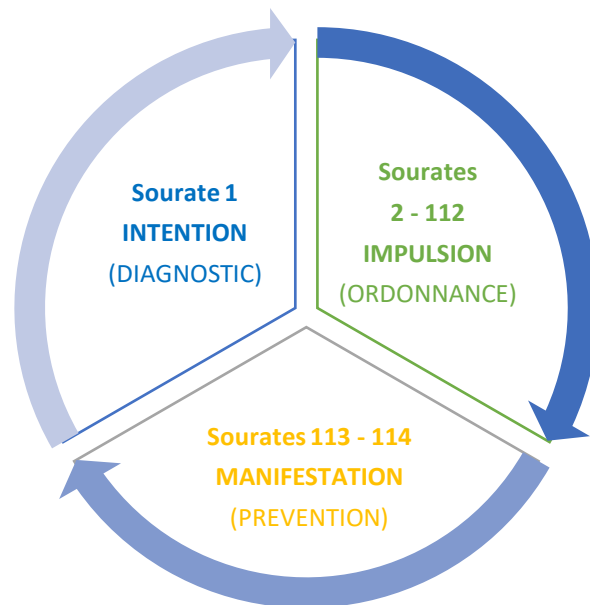 Sourate 1
INTENTION
(DIAGNOSTIC)
Sourates
2 - 112
IMPULSION
(ORDONNANCE)
Sourates 113 - 114
MANIFESTATION
(PREVENTION)